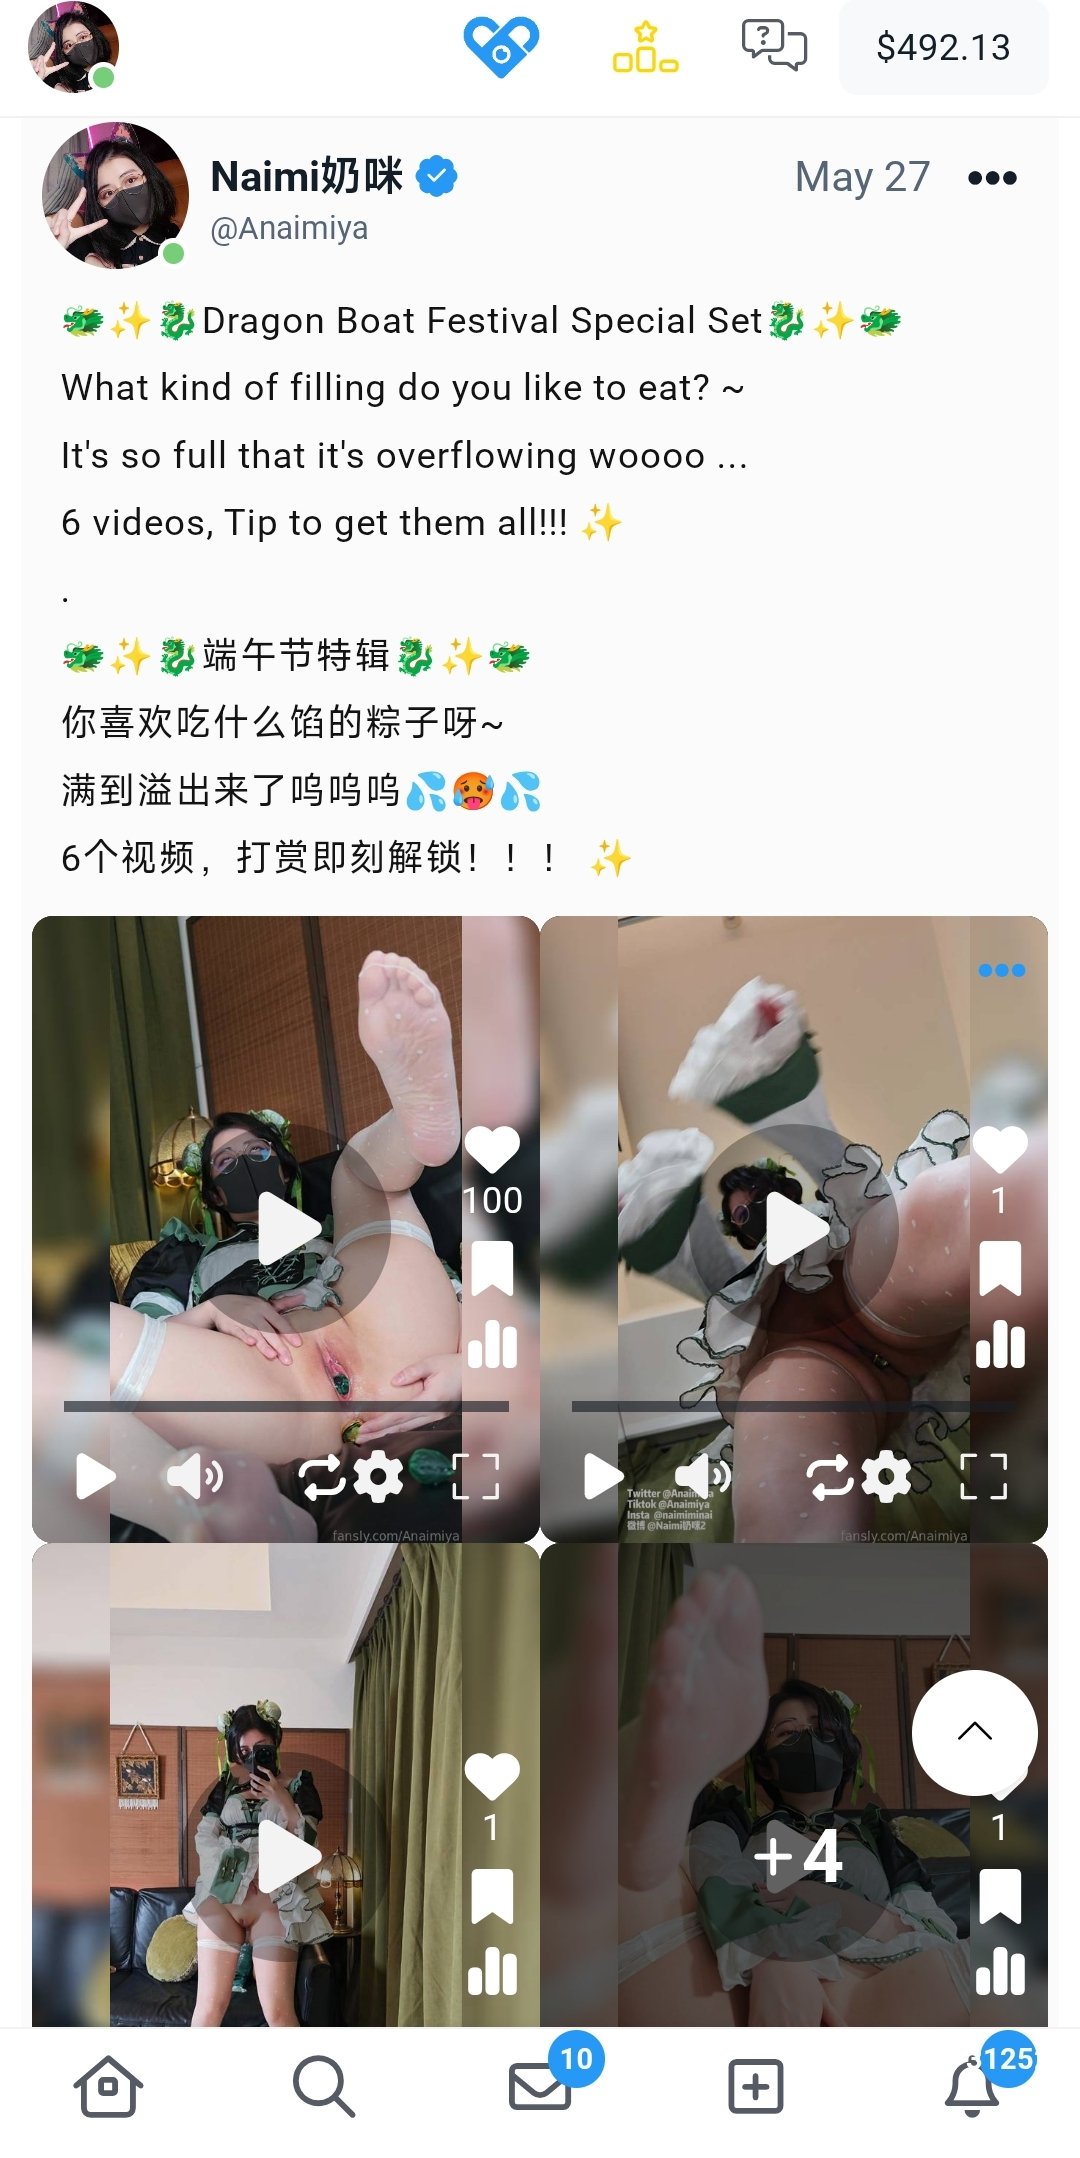 $492.13
Naimi奶咪
May 27
@Anaimiya
🐲✨🐉Dragon Boat Festival Special Set🐉✨🐲
What kind of filling do you like to eat? ~
It's so full that it's overflowing woooo ...
6 videos, Tip to get them all!!! ✨
.
🐲✨🐉端午节特辑🐉✨🐲
你喜欢吃什么馅的粽子呀~
满到溢出来了呜呜呜💦🥵💦
6个视频，打赏即刻解锁！！！ ✨
100
1
Twitter @Anaimiya
Tiktok @Anaimiya
Insta @naimiminai
微博 @Naimi奶咪2
fansly.com/Anaimiya
fansly.com/Anaimiya
1
+4
1
10
125